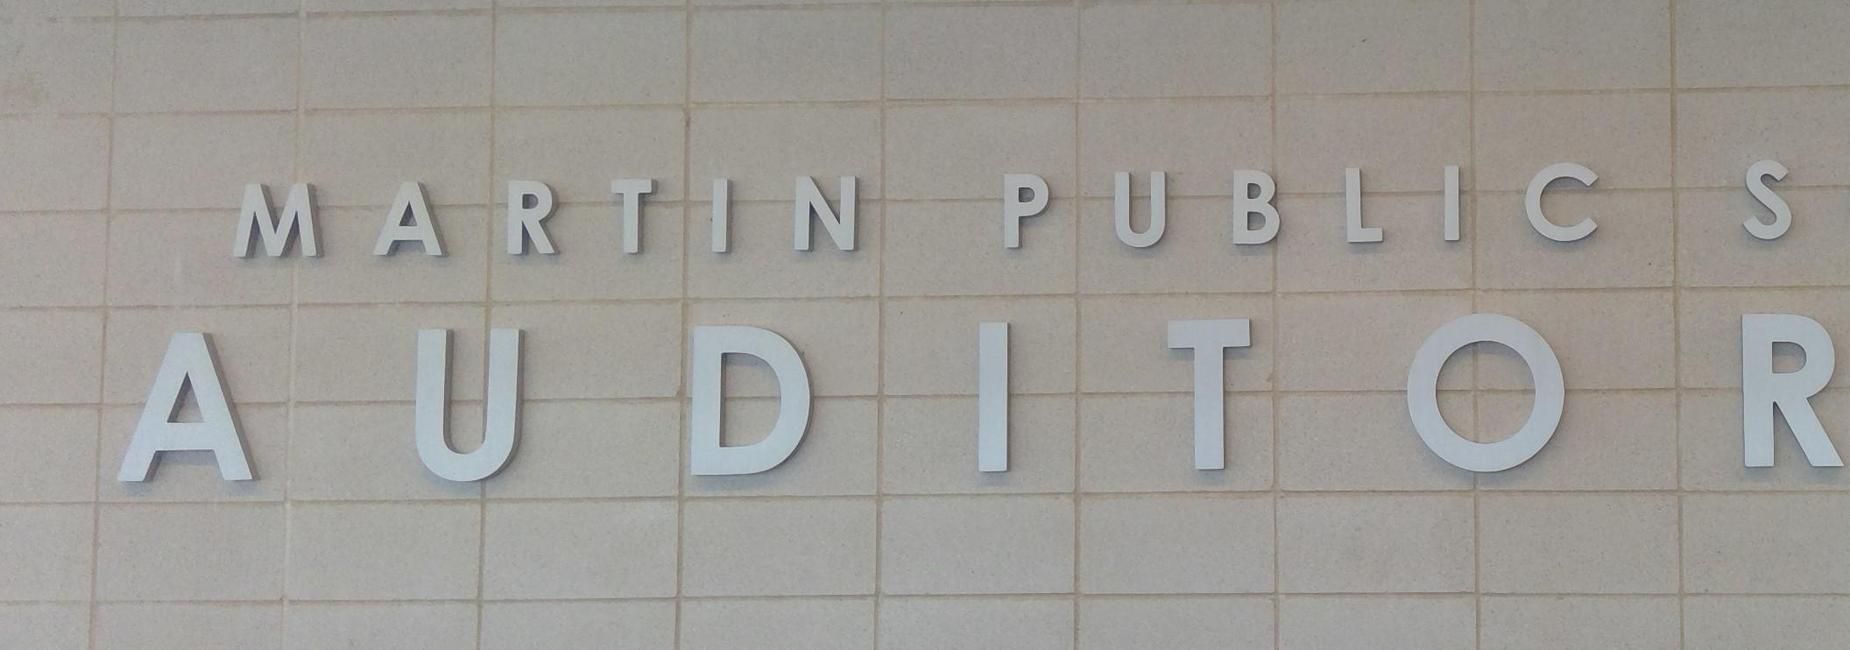 MARTIN PUBLIC S
AUDITOR